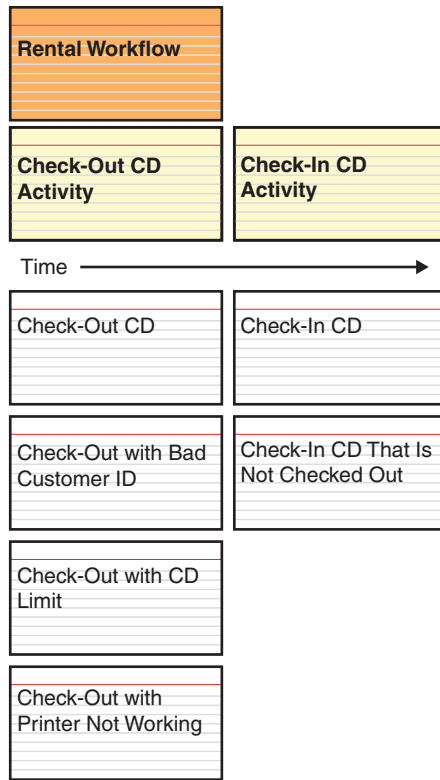 Rental Workflow
Check-Out CD
Activity
Check-In CD
Activity
Time
Check-Out CD
Check-In CD
Check-Out with Bad
Customer ID
Check-In CD That Is
Not Checked Out
Check-Out with CD
Limit
Check-Out with
Printer Not Working